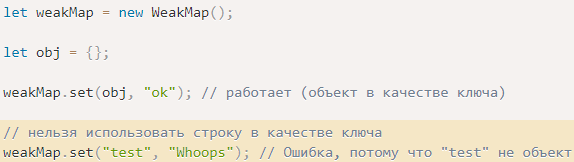 let weakMap = new WeakMap();
let obj = {};
weakMap.set(obj, "ok"); // работает (объект в качестве ключа)
// нельзя использовать строку в качестве ключа
weakMap.set("test", "Whoops"); // Ошибка, потому что "test" не объект